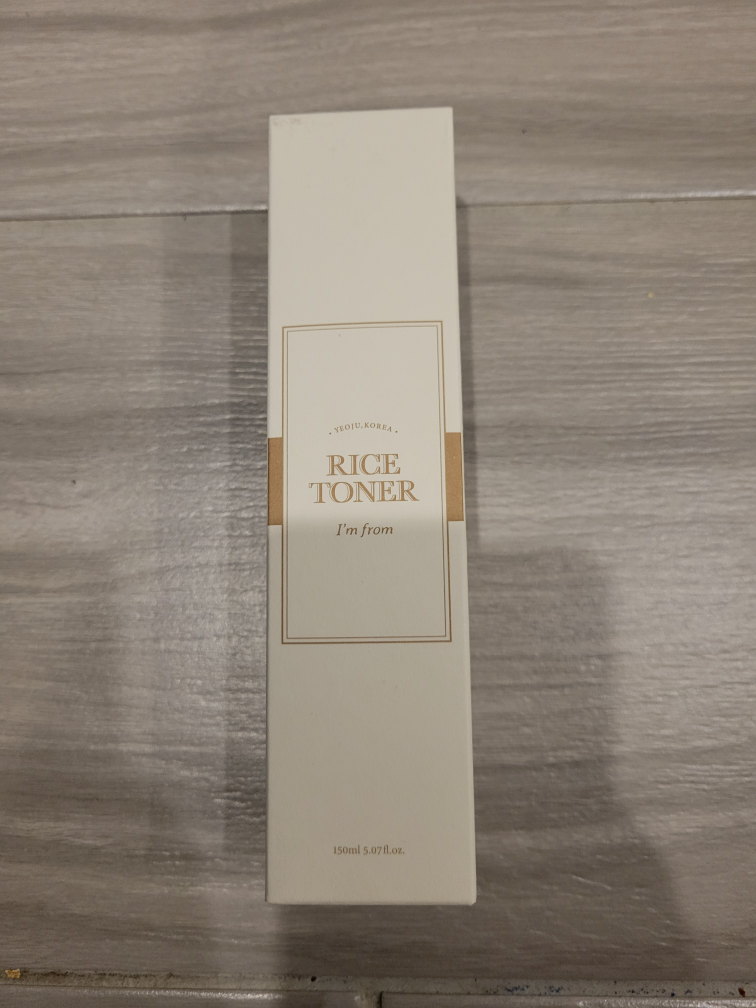 • YEOJU, KOREA •
RICE
TONER
I'm from
150ml 5.07fl.oz.